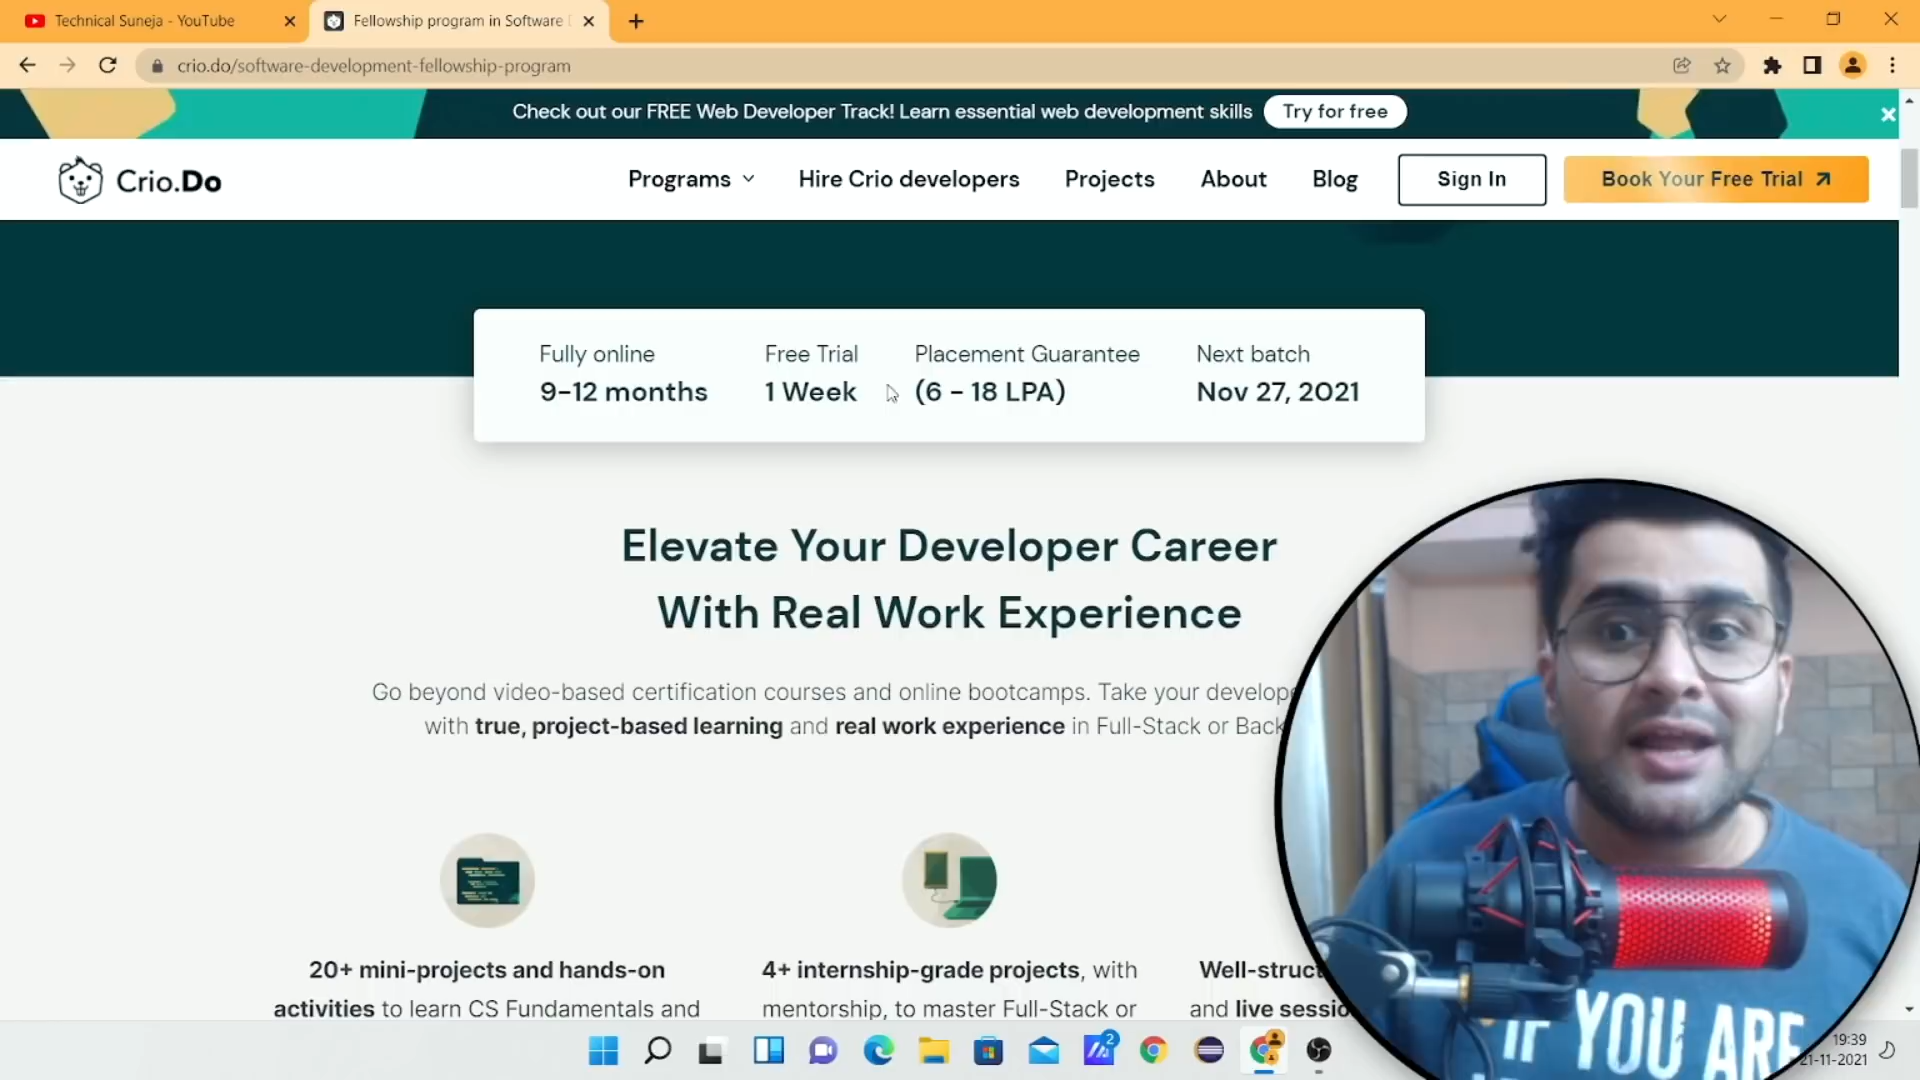 Technical Suneja - YouTube
Fellowship program in Software
crio.do/software-development-fellowship-program
Check out our FREE Web Developer Track! Learn essential web development skills Try for free
Crio.Do
Programs Hire Crio developers Projects About Blog Sign In Book Your Free Trial
Fully online Free Trial Placement Guarantee Next batch
9-12 months 1 Week (6 - 18 LPA) Nov 27, 2021
Elevate Your Developer Career
With Real Work Experience
Go beyond video-based certification courses and online bootcamps. Take your
with true, project-based learning and real work experience in Full-Stack or
20+ mini-projects and hands-on
activities to learn CS Fundamentals and
4+ internship-grade projects, with
mentorship, to master Full-Stack or
and live
IF YOU ARE
2
19:39
21-11-2021